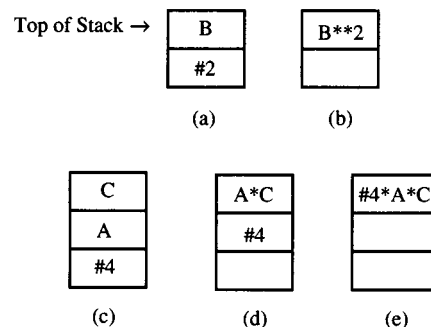 Top of Stack → B B**2
#2
(a) (b)
C A*C #4*A*C
A #4
#4
(c) (d) (e)